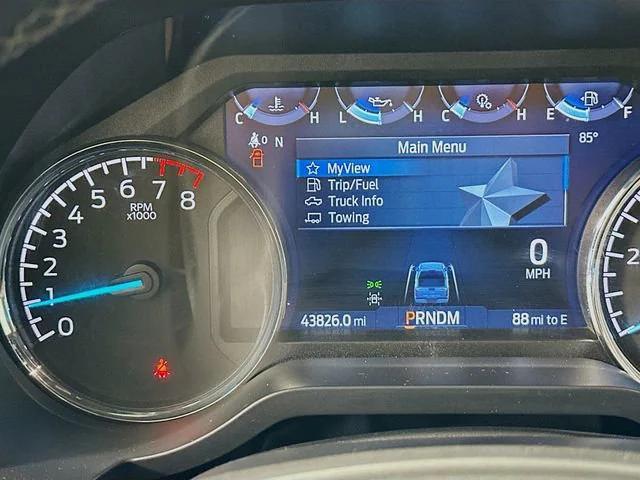 C H L H C H E F
0 N
85°
Main Menu
MyView
Trip/Fuel
Truck Info
Towing
0
MPH
43826.0 mi
PRNDM
88 mi to E
0 1 2 3 4 5 6 7 8
RPM
x1000
2